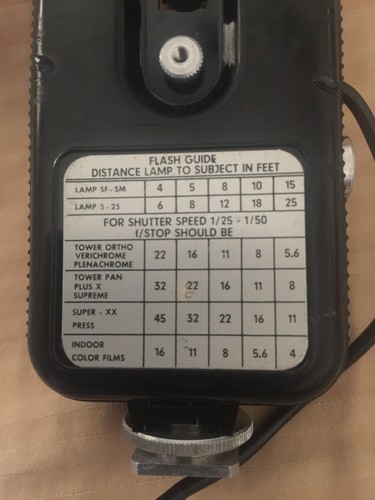 FLASH GUIDE
DISTANCE LAMP TO SUBJECT IN FEET
LAMP SF-SM 4 5 8 10 15
LAMP 5-25 6 8 12 18 25
FOR SHUTTER SPEED 1/25 - 1/50
f/STOP SHOULD BE
TOWER ORTHO
VERICHROME 22 16 11 8 5.6
PLENACHROME
TOWER PAN
PLUS X 32 22 16 11 8
SUPREME
SUPER - XX
PRESS 45 32 22 16 11
INDOOR
COLOR FILMS 16 11 8 5.6 4